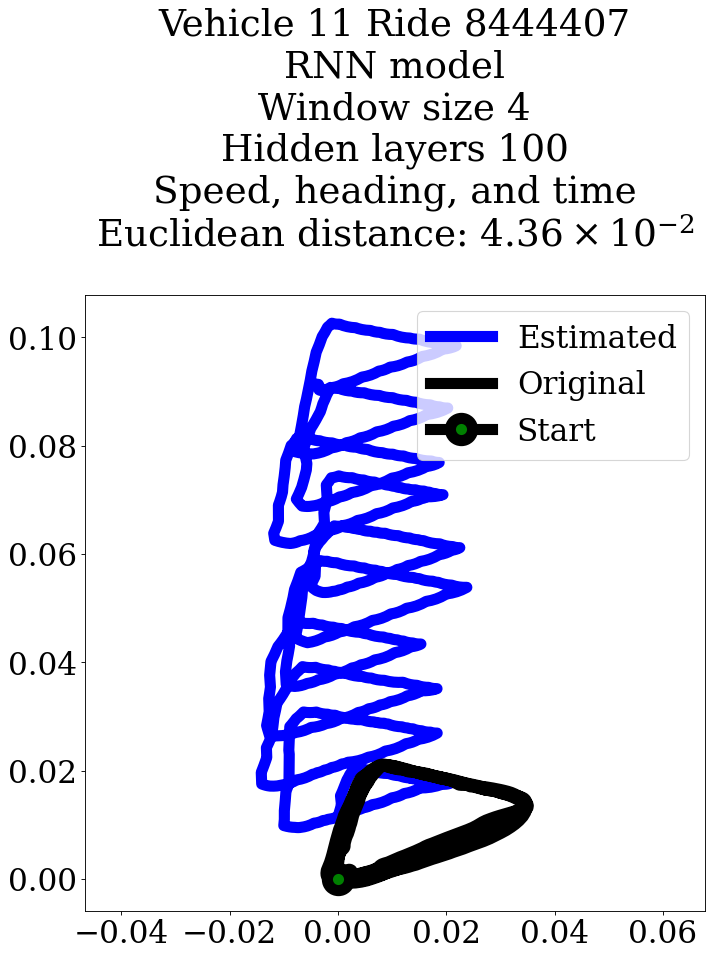 Vehicle 11 Ride 8444407
RNN model
Window size 4
Hidden layers 100
Speed, heading, and time
Euclidean distance: 4.36 × 10⁻²
Estimated
Original
Start
0.10
0.08
0.06
0.04
0.02
0.00
−0.04 −0.02 0.00 0.02 0.04 0.06